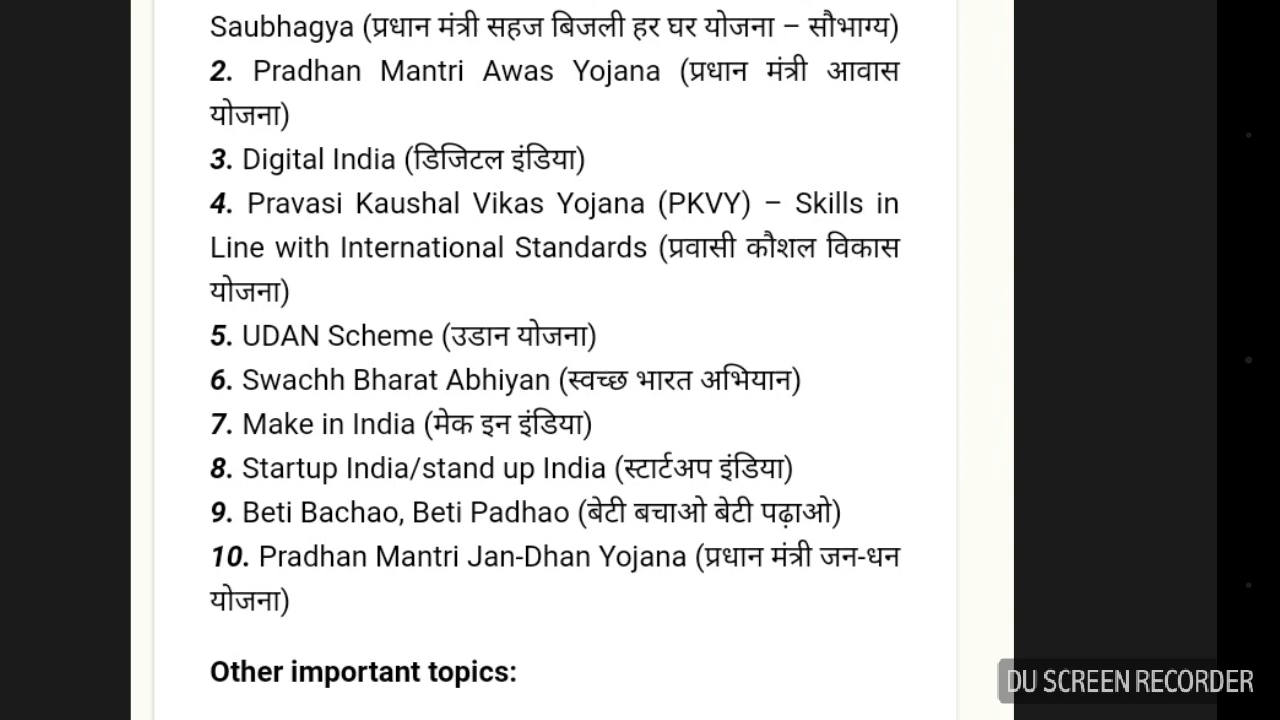 Saubhagya (प्रधान मंत्री सहज बिजली हर घर योजना – सौभाग्य)
2. Pradhan Mantri Awas Yojana (प्रधान मंत्री आवास
योजना)
3. Digital India (डिजिटल इंडिया)
4. Pravasi Kaushal Vikas Yojana (PKVY) – Skills in
Line with International Standards (प्रवासी कौशल विकास
योजना)
5. UDAN Scheme (उडान योजना)
6. Swachh Bharat Abhiyan (स्वच्छ भारत अभियान)
7. Make in India (मेक इन इंडिया)
8. Startup India/stand up India (स्टार्टअप इंडिया)
9. Beti Bachao, Beti Padhao (बेटी बचाओ बेटी पढ़ाओ)
10. Pradhan Mantri Jan-Dhan Yojana (प्रधान मंत्री जन-धन
योजना)
Other important topics:
DU SCREEN RECORDER